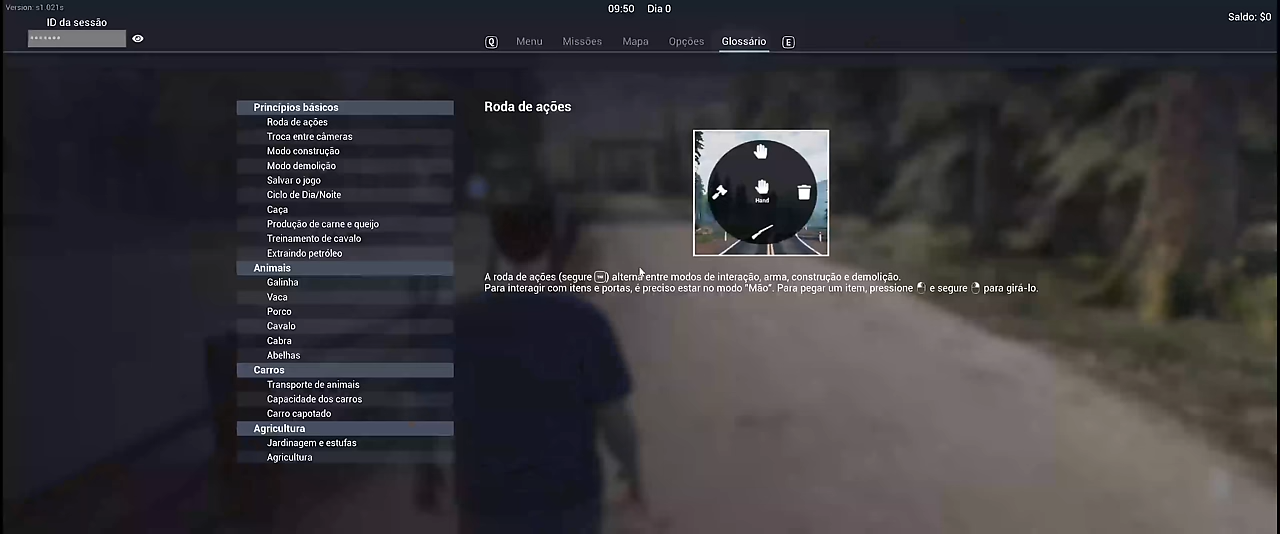 Version: s1.021s
09:50 Dia 0
Saldo: $0
ID da sessão
*******
Q Menu Missões Mapa Opções Glossário E
Princípios básicos
Roda de ações
Troca entre câmeras
Modo construção
Modo demolição
Salvar o jogo
Ciclo de Dia/Noite
Caça
Produção de carne e queijo
Treinamento de cavalo
Extraindo petróleo
Animais
Galinha
Vaca
Porco
Cavalo
Cabra
Abelhas
Carros
Transporte de animais
Capacidade dos carros
Carro capotado
Agricultura
Jardinagem e estufas
Agricultura
Roda de ações
Hand
A roda de ações (segure ) alterna entre modos de interação, arma, construção e demolição.
Para interagir com itens e portas, é preciso estar no modo "Mão". Para pegar um item, pressione e segure para girá-lo.